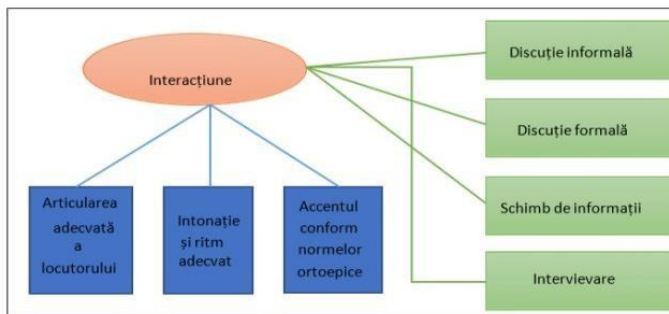 Interacțiune
Discuție informală
Discuție formală
Schimb de informații
Intervievare
Articularea
adecvată
a
locutorului
Intonație
și ritm
adecvat
Accentul
conform
normelor
ortoepice